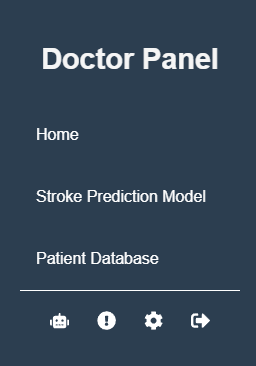 Doctor Panel
Home
Stroke Prediction Model
Patient Database